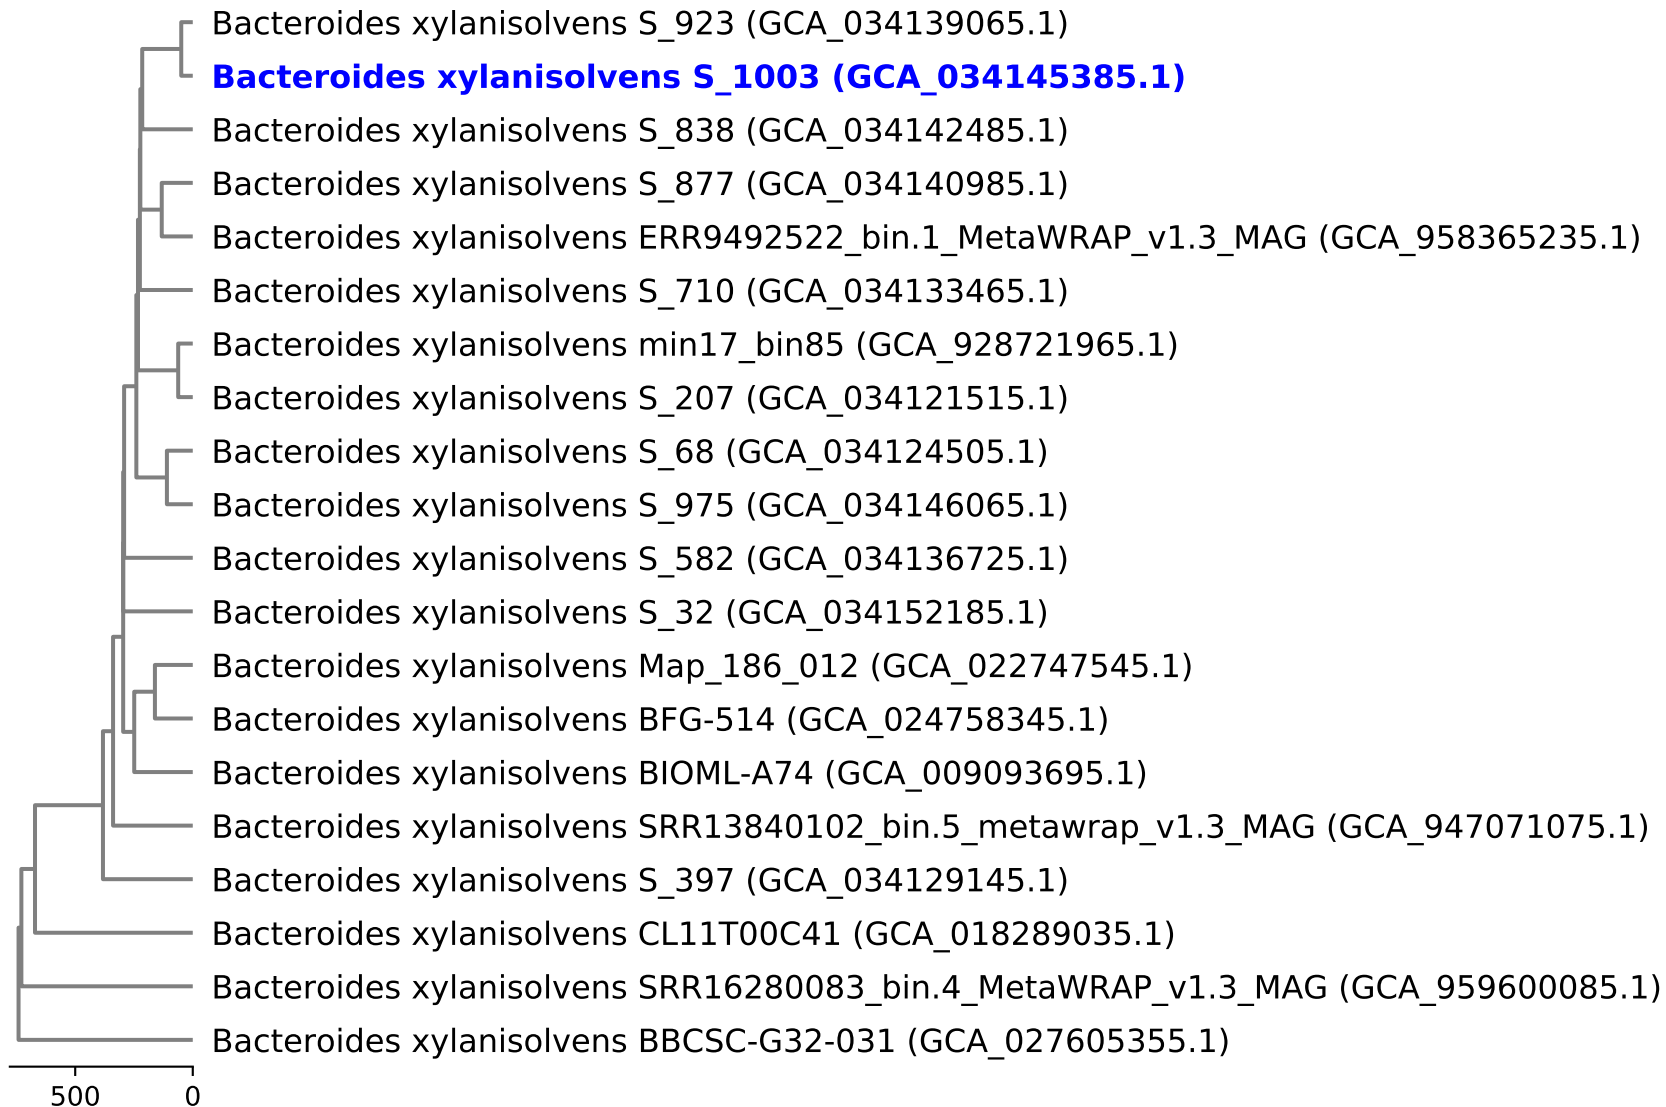 Bacteroides xylanisolvens S_923 (GCA_034139065.1)
Bacteroides xylanisolvens S_1003 (GCA_034145385.1)
Bacteroides xylanisolvens S_838 (GCA_034142485.1)
Bacteroides xylanisolvens S_877 (GCA_034140985.1)
Bacteroides xylanisolvens ERR9492522_bin.1_MetaWRAP_v1.3_MAG (GCA_958365235.1)
Bacteroides xylanisolvens S_710 (GCA_034133465.1)
Bacteroides xylanisolvens min17_bin85 (GCA_928721965.1)
Bacteroides xylanisolvens S_207 (GCA_034121515.1)
Bacteroides xylanisolvens S_68 (GCA_034124505.1)
Bacteroides xylanisolvens S_975 (GCA_034146065.1)
Bacteroides xylanisolvens S_582 (GCA_034136725.1)
Bacteroides xylanisolvens S_32 (GCA_034152185.1)
Bacteroides xylanisolvens Map_186_012 (GCA_022747545.1)
Bacteroides xylanisolvens BFG-514 (GCA_024758345.1)
Bacteroides xylanisolvens BIOML-A74 (GCA_009093695.1)
Bacteroides xylanisolvens SRR13840102_bin.5_metawrap_v1.3_MAG (GCA_947071075.1)
Bacteroides xylanisolvens S_397 (GCA_034129145.1)
Bacteroides xylanisolvens CL11T00C41 (GCA_018289035.1)
Bacteroides xylanisolvens SRR16280083_bin.4_MetaWRAP_v1.3_MAG (GCA_959600085.1)
Bacteroides xylanisolvens BBCSC-G32-031 (GCA_027605355.1)
500 0